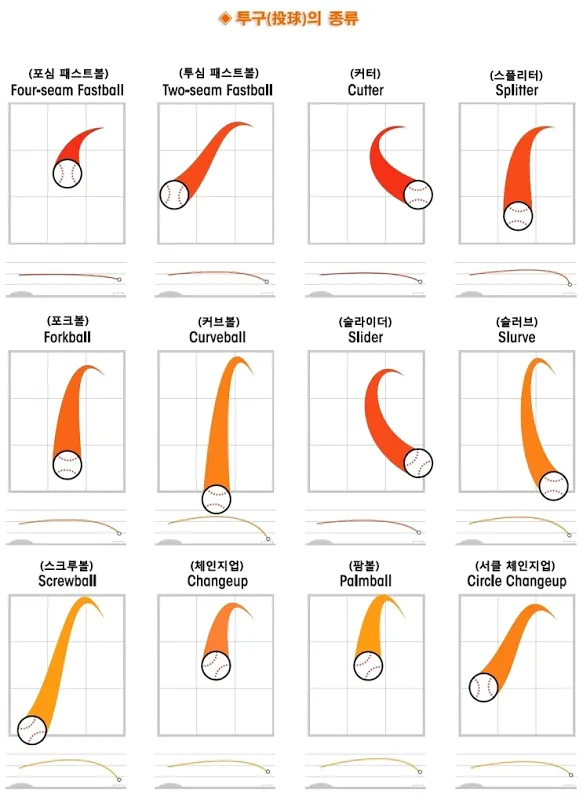 ◈ 투구(投球)의 종류
(포심 패스트볼)
Four-seam Fastball
(투심 패스트볼)
Two-seam Fastball
(커터)
Cutter
(스플리터)
Splitter
(포크볼)
Forkball
(커브볼)
Curveball
(슬라이더)
Slider
(슬러브)
Slurve
(스크루볼)
Screwball
(체인지업)
Changeup
(팜볼)
Palmball
(서클 체인지업)
Circle Changeup